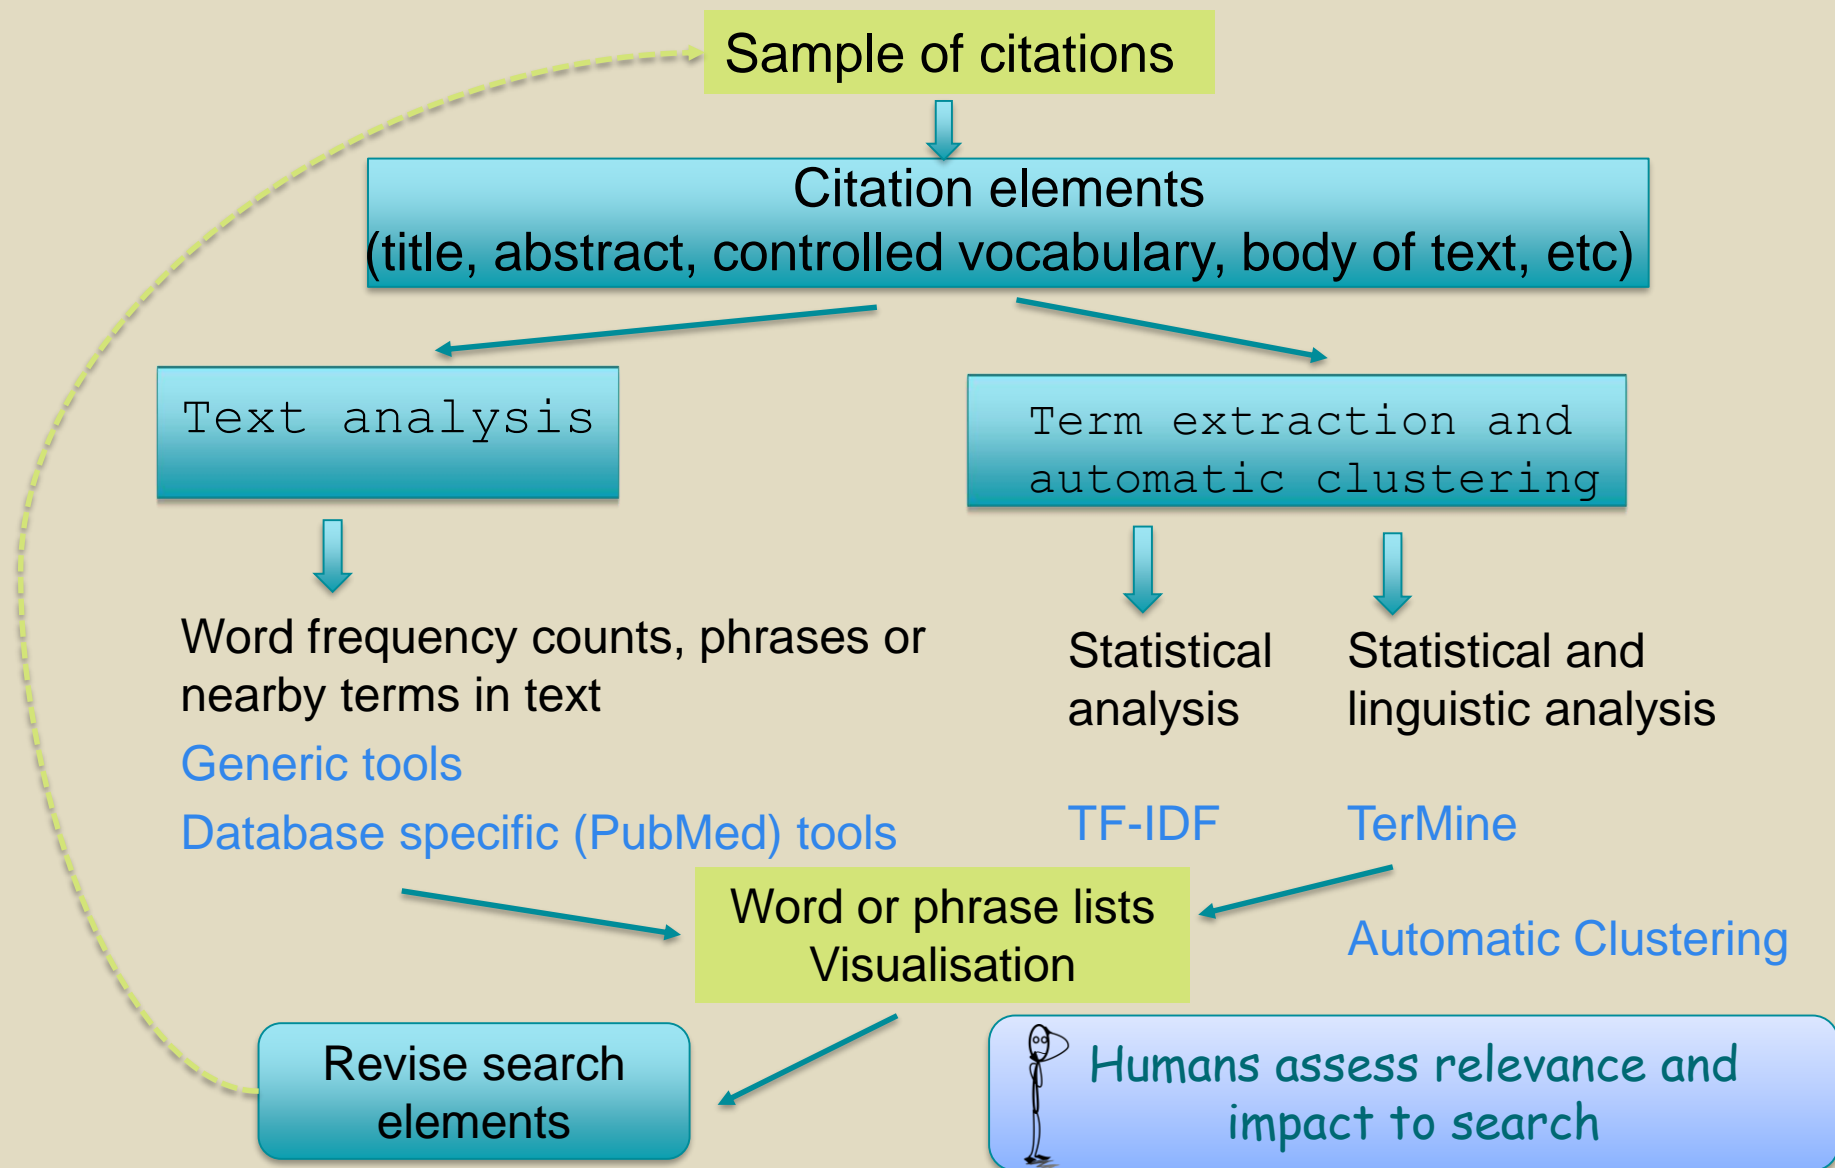 Sample of citations
Citation elements
(title, abstract, controlled vocabulary, body of text, etc)
Text analysis
Term extraction and
automatic clustering
Word frequency counts, phrases or
nearby terms in text
Generic tools
Database specific (PubMed) tools
Statistical
analysis
TF-IDF
Statistical and
linguistic analysis
TerMine
Automatic Clustering
Word or phrase lists
Visualisation
Revise search
elements
Humans assess relevance and
impact to search